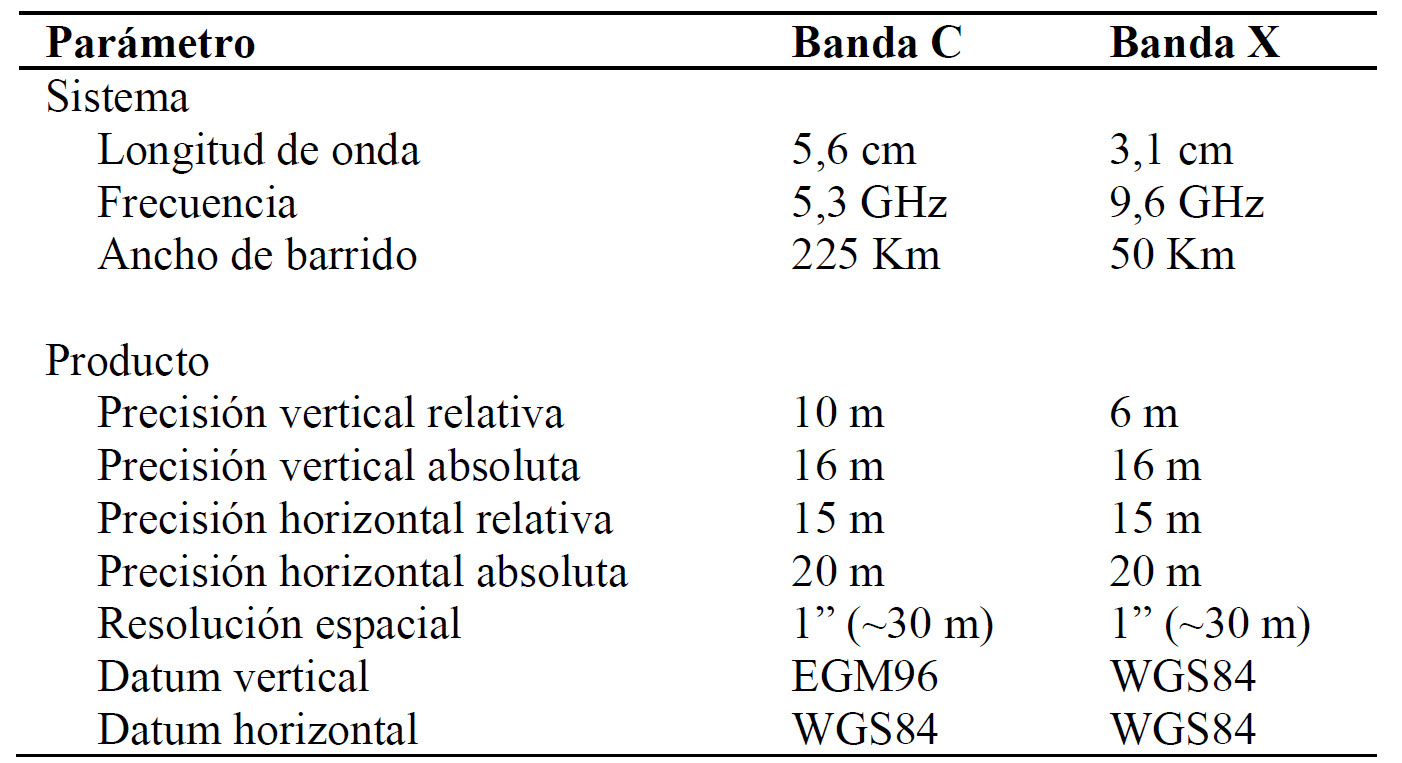 Parámetro Banda C Banda X
Sistema
Longitud de onda 5,6 cm 3,1 cm
Frecuencia 5,3 GHz 9,6 GHz
Ancho de barrido 225 Km 50 Km
Producto
Precisión vertical relativa 10 m 6 m
Precisión vertical absoluta 16 m 16 m
Precisión horizontal relativa 15 m 15 m
Precisión horizontal absoluta 20 m 20 m
Resolución espacial 1” (~30 m) 1” (~30 m)
Datum vertical EGM96 WGS84
Datum horizontal WGS84 WGS84